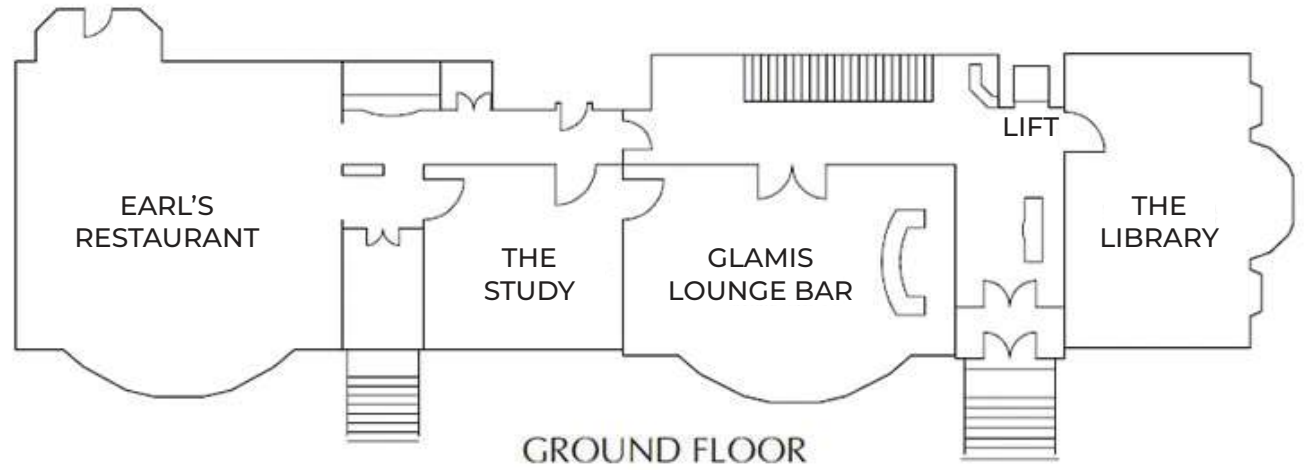 LIFT
EARL'S
RESTAURANT
THE
STUDY
GLAMIS
LOUNGE BAR
THE
LIBRARY
GROUND FLOOR